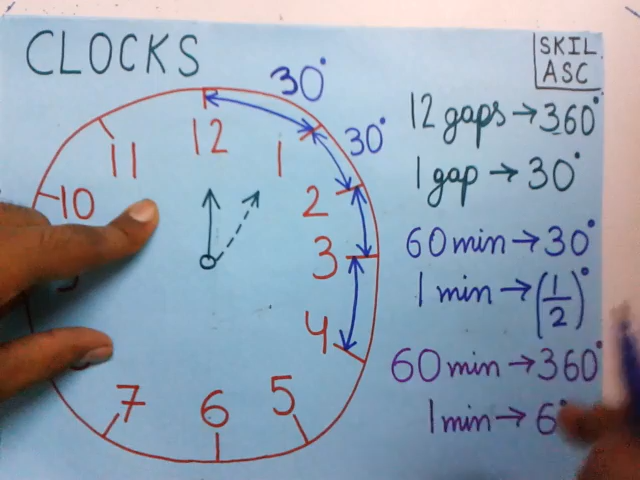 CLOCKS
SKIL
ASC
30°
30°
12
1
2
3
4
5
6
7
10
11
12 gaps → 360°
1 gap → 30°
60 min → 30°
1 min → (1/2)°
60 min → 360°
1 min → 6°